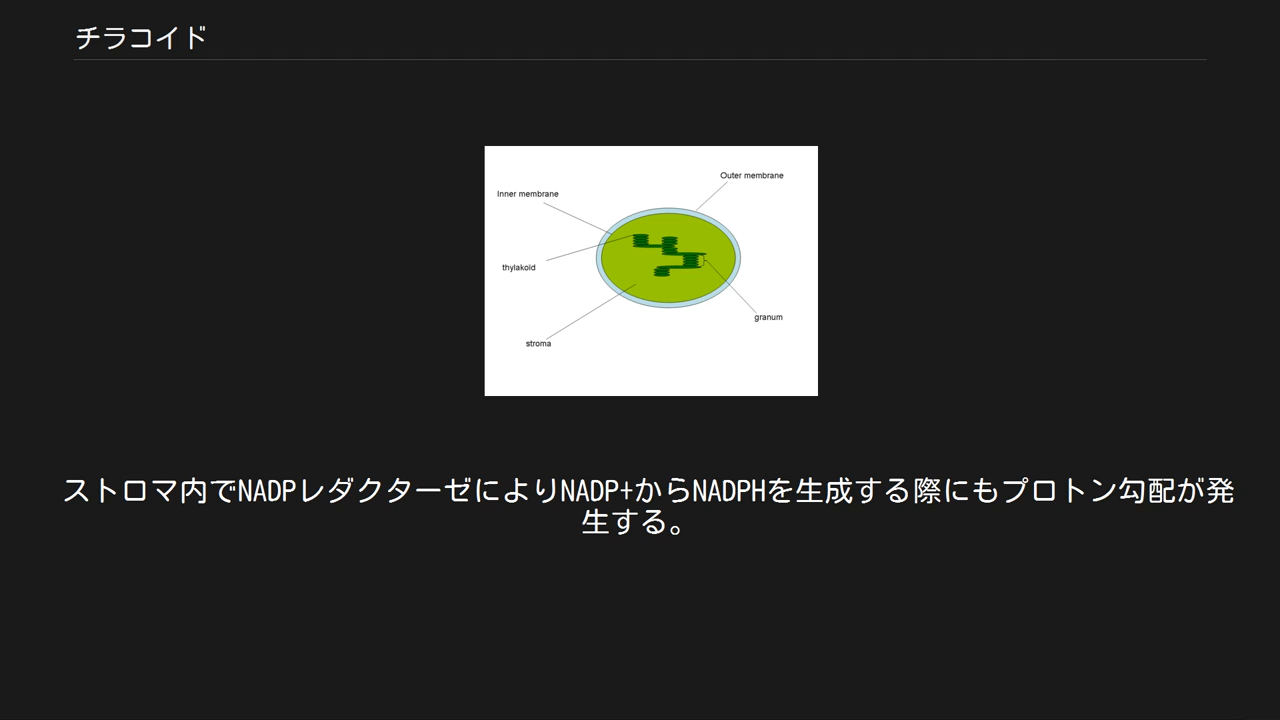 チラコイド
Outer membrane
Inner membrane
thylakoid
granum
stroma
ストロマ内でNADPレダクターゼによりNADP+からNADPHを生成する際にもプロトン勾配が発
生する。